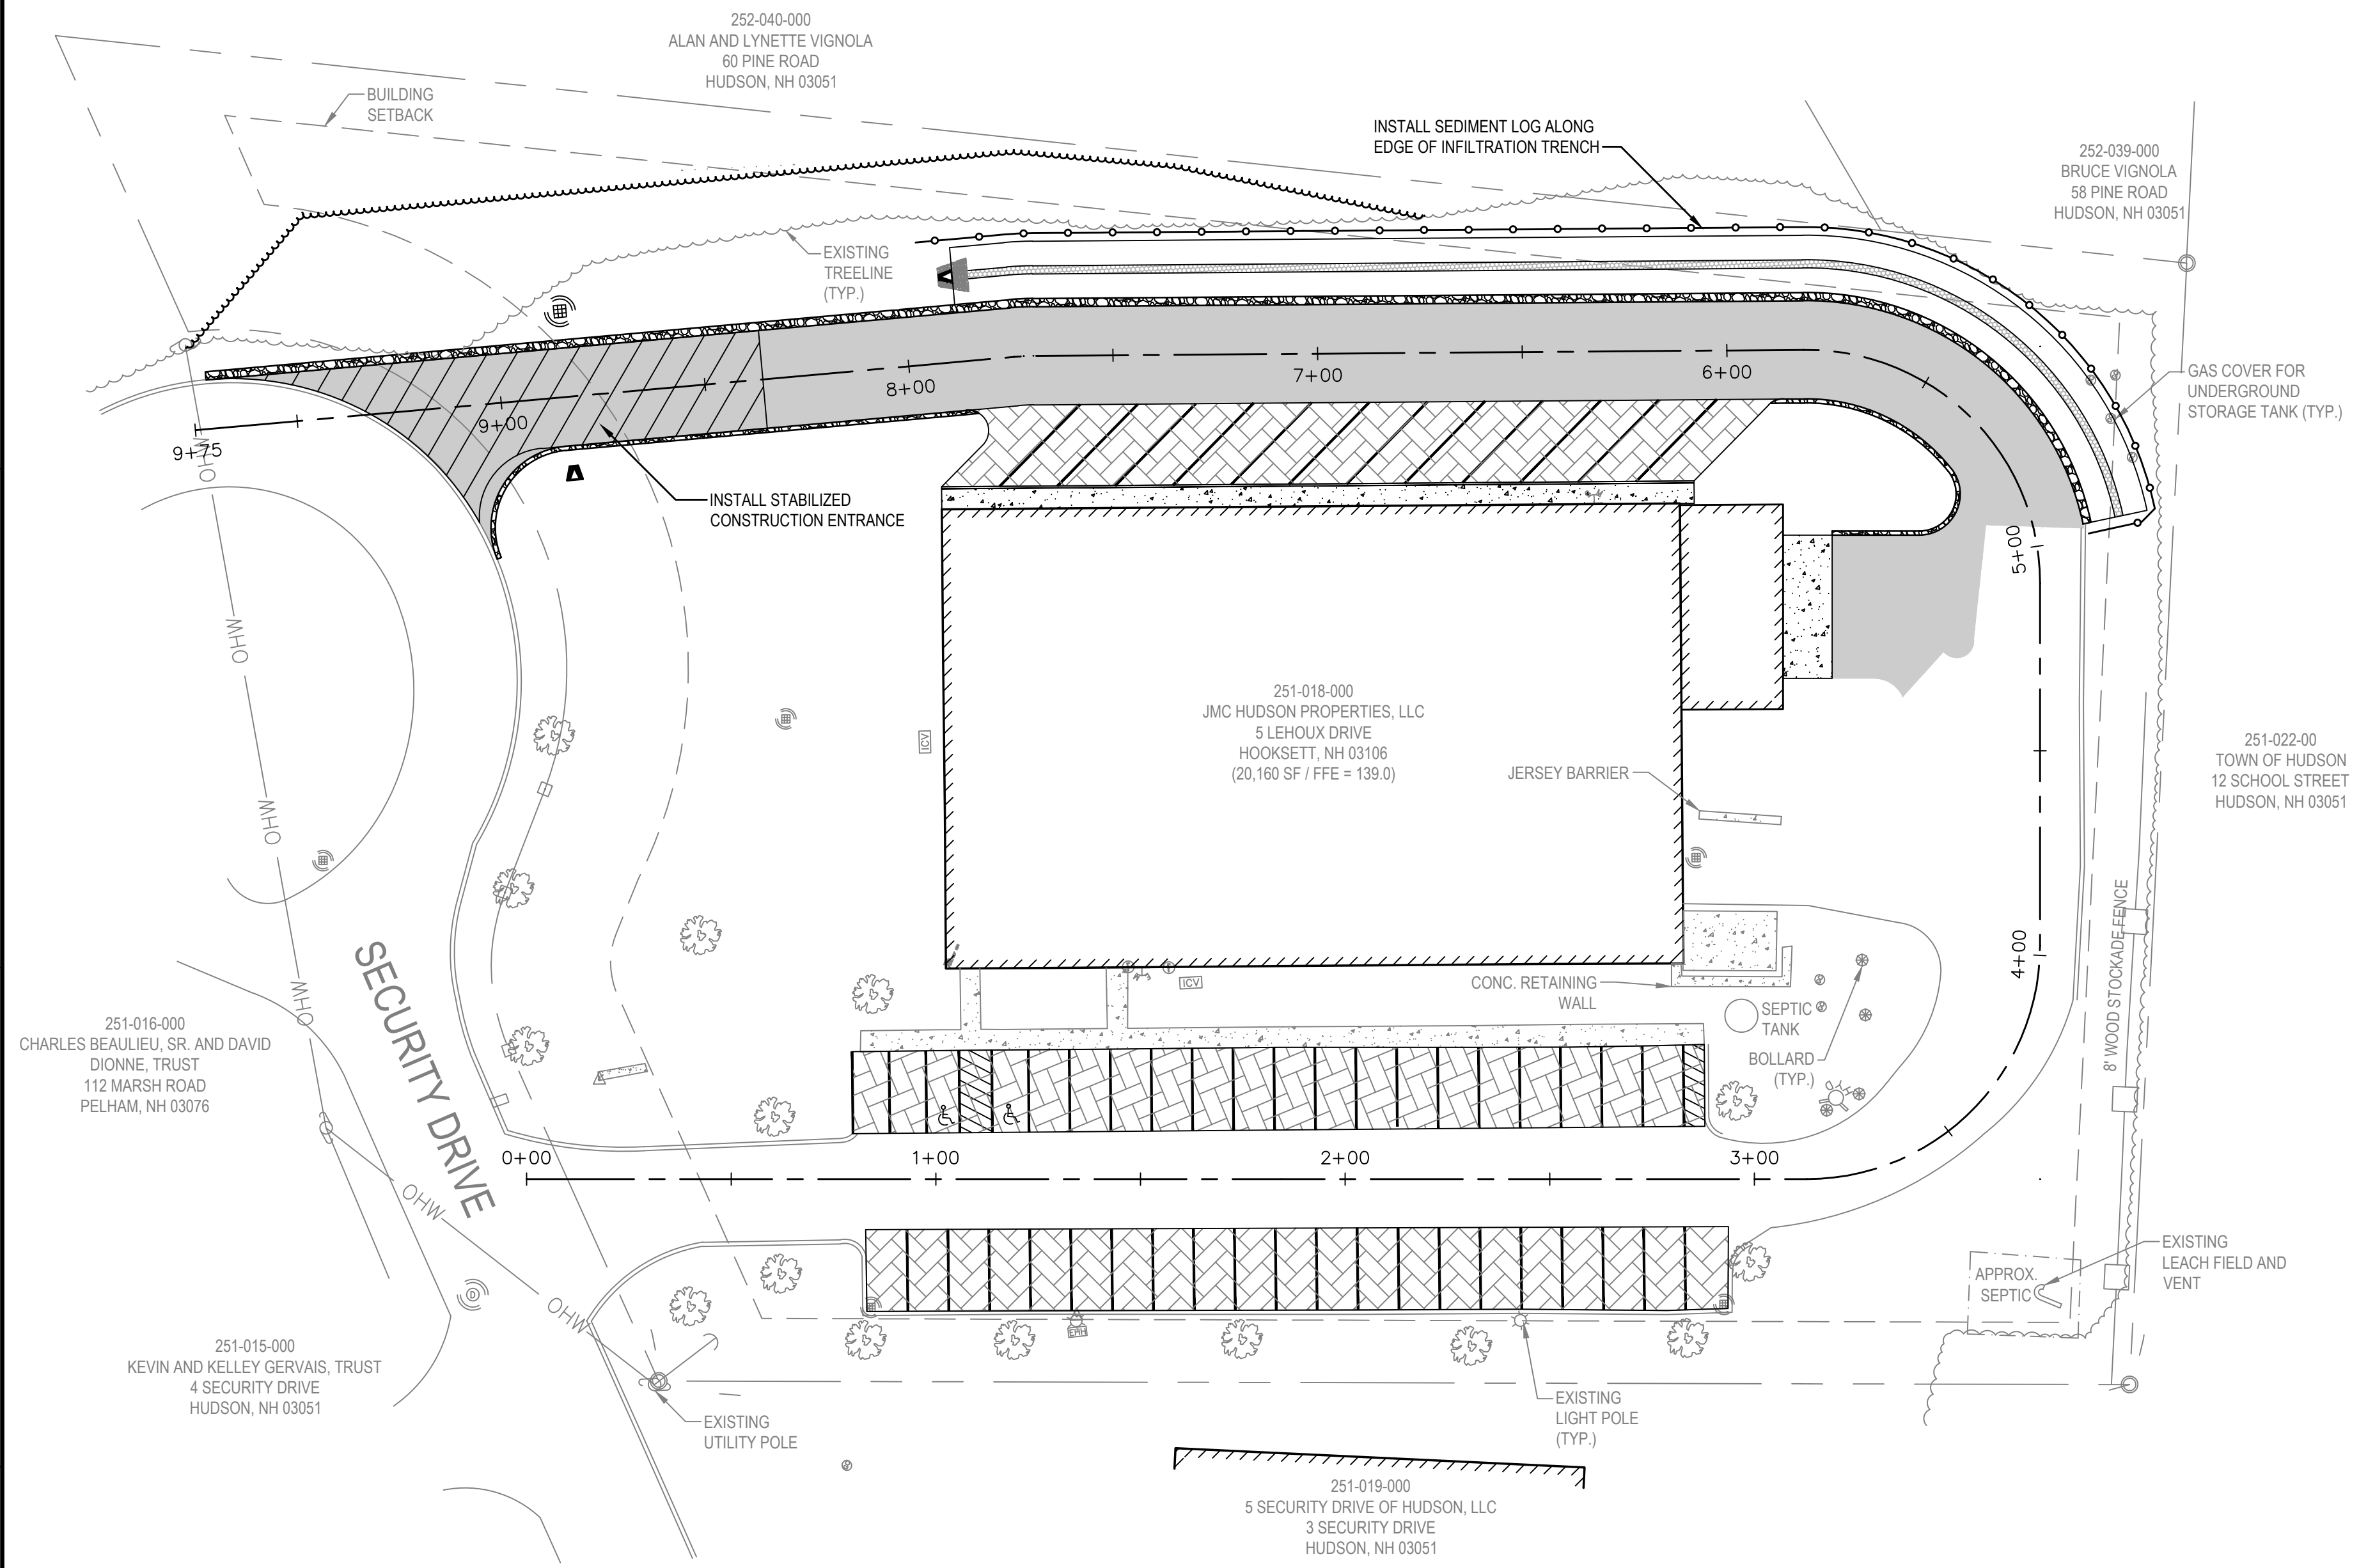 252-040-000
ALAN AND LYNETTE VIGNOLA
60 PINE ROAD
HUDSON, NH 03051
BUILDING
SETBACK
INSTALL SEDIMENT LOG ALONG
EDGE OF INFILTRATION TRENCH
252-039-000
BRUCE VIGNOLA
58 PINE ROAD
HUDSON, NH 03051
EXISTING
TREELINE
(TYP.)
GAS COVER FOR
UNDERGROUND
STORAGE TANK (TYP.)
9+75
9+00
8+00
7+00
6+00
5+00
4+00
INSTALL STABILIZED
CONSTRUCTION ENTRANCE
OHW
OHW
OHW
OHW
OHW
OHW
251-018-000
JMC HUDSON PROPERTIES, LLC
5 LEHOUX DRIVE
HOOKSETT, NH 03106
(20,160 SF / FFE = 139.0)
ICV
JERSEY BARRIER
251-022-00
TOWN OF HUDSON
12 SCHOOL STREET
HUDSON, NH 03051
8' WOOD STOCKADE FENCE
SECURITY DRIVE
ICV
CONC. RETAINING
WALL
SEPTIC
TANK
BOLLARD
(TYP.)
251-016-000
CHARLES BEAULIEU, SR. AND DAVID
DIONNE, TRUST
112 MARSH ROAD
PELHAM, NH 03076
0+00
1+00
2+00
3+00
D
EMH
APPROX.
SEPTIC
EXISTING
LEACH FIELD AND
VENT
251-015-000
KEVIN AND KELLEY GERVAIS, TRUST
4 SECURITY DRIVE
HUDSON, NH 03051
EXISTING
UTILITY POLE
EXISTING
LIGHT POLE
(TYP.)
251-019-000
5 SECURITY DRIVE OF HUDSON, LLC
3 SECURITY DRIVE
HUDSON, NH 03051